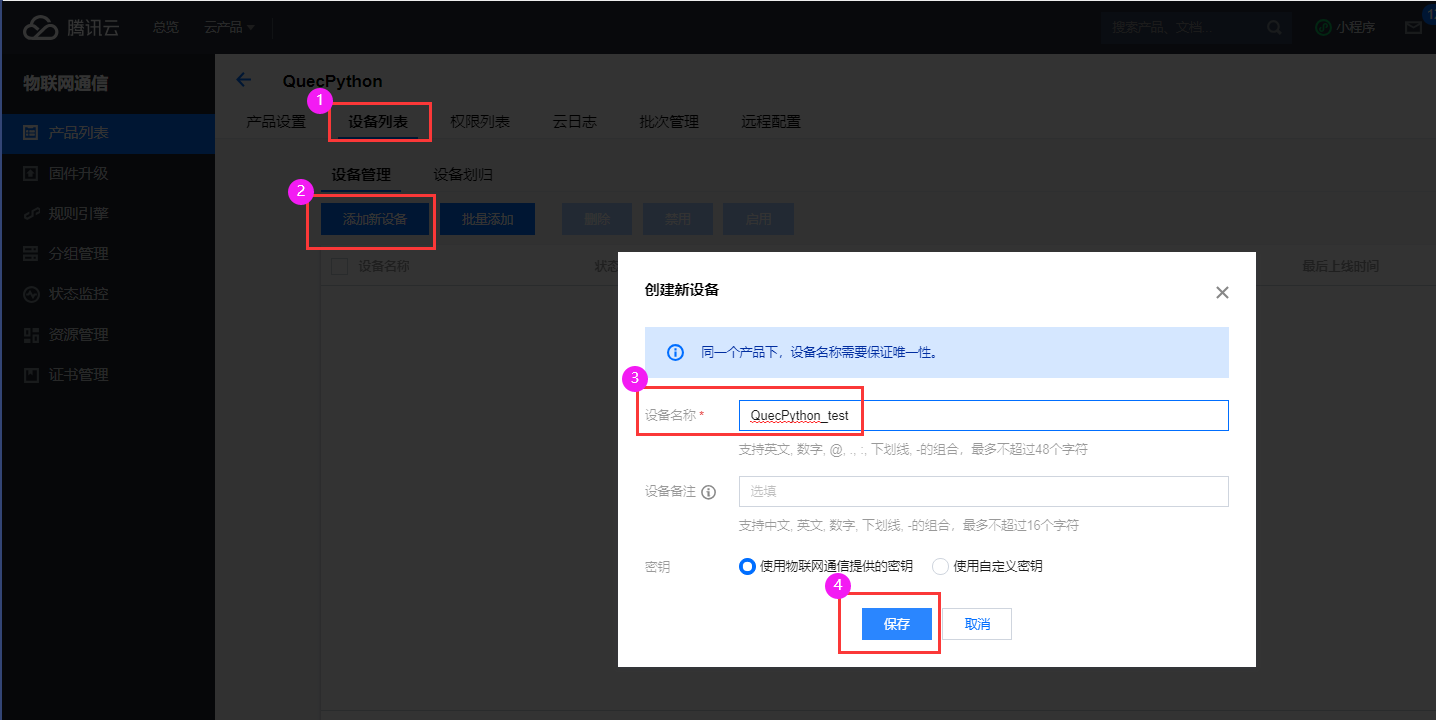 腾讯云 总览 云产品 搜索产品、文档... 小程序
物联网通信
QuecPython
1
产品设置 设备列表 权限列表 云日志 批次管理 远程配置
产品列表
固件升级
规则引擎
分组管理
状态监控
资源管理
证书管理
设备管理 设备划归
2
添加新设备 批量添加 删除 禁用 启用
设备名称 状态 最后上线时间
创建新设备
同一个产品下，设备名称需要保证唯一性。
3
设备名称 * QuecPython_test
支持英文, 数字, @, ., :, 下划线, -的组合，最多不超过48个字符
设备备注 选填
支持中文, 英文, 数字, 下划线, -的组合，最多不超过16个字符
密钥 使用物联网通信提供的密钥 使用自定义密钥
4
保存 取消